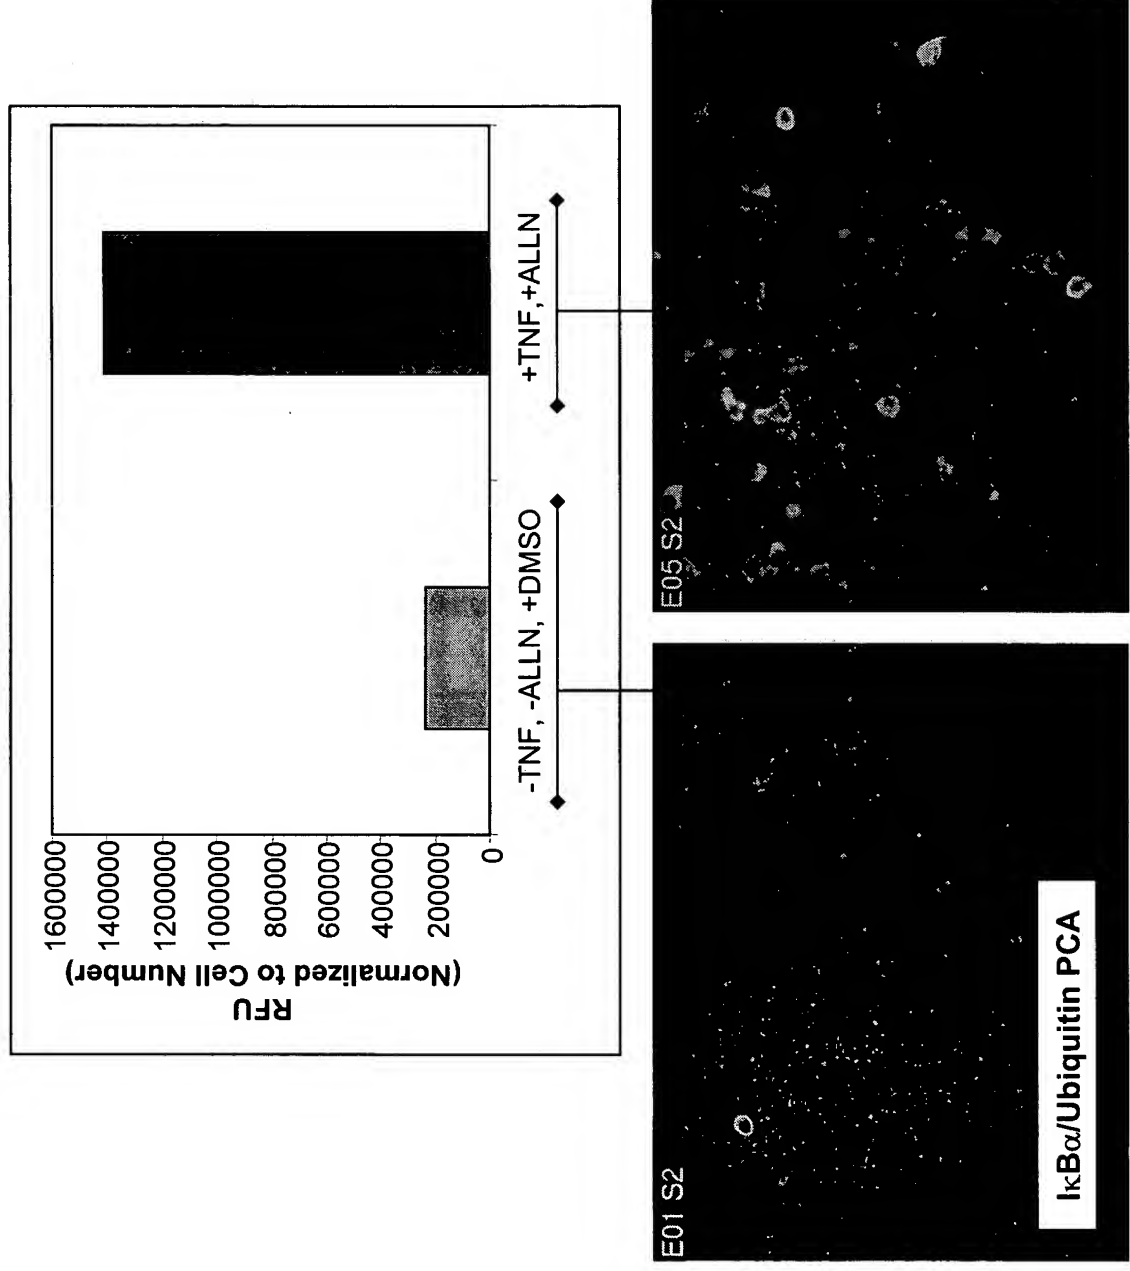 RFU
(Normalized to Cell Number)
1600000
1400000
1200000
1000000
800000
600000
400000
200000
0
-TNF, -ALLN, +DMSO
+TNF,+ALLN
E01 S2
E05 S2
IκBα/Ubiquitin PCA